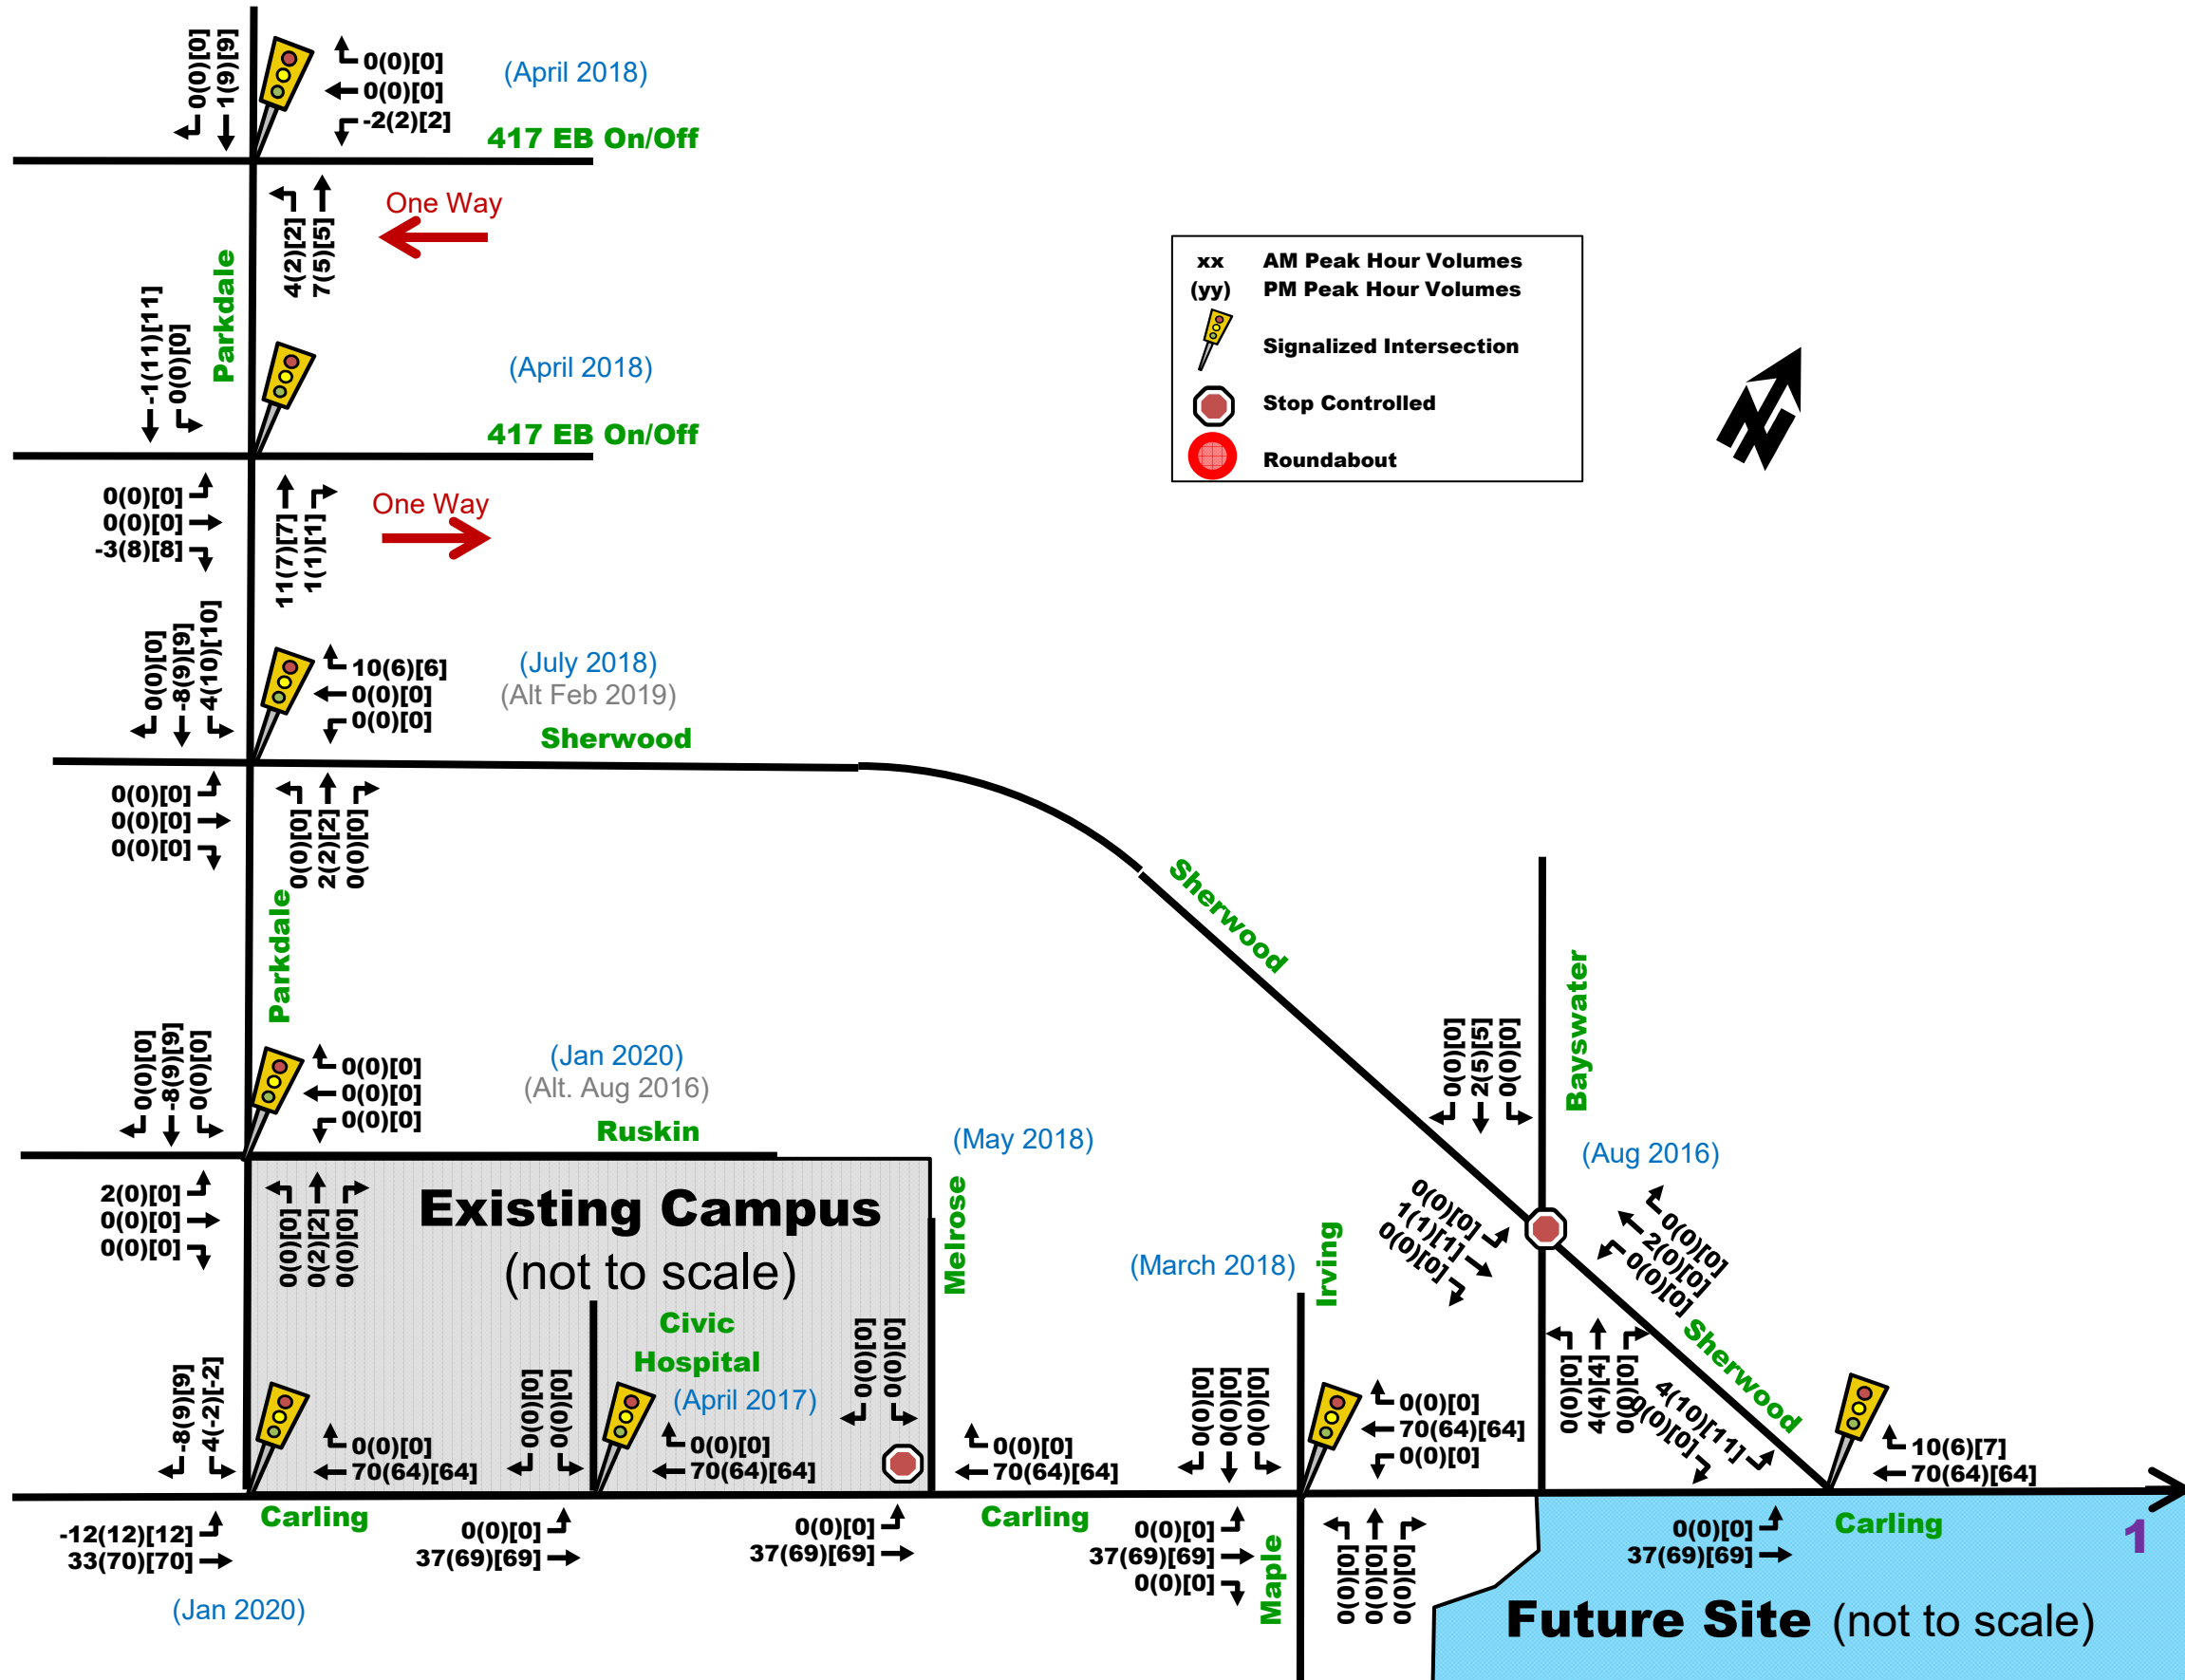 0(0)[0]
1(9)[9]
0(0)[0]
0(0)[0]
-2(2)[2]
(April 2018)
417 EB On/Off
4(2)[2]
7(5)[5]
One Way
Parkdale
xx AM Peak Hour Volumes
(yy) PM Peak Hour Volumes
Signalized Intersection
Stop Controlled
Roundabout
N
-1(11)[11]
0(0)[0]
(April 2018)
417 EB On/Off
0(0)[0]
0(0)[0]
-3(8)[8]
11(7)[7]
1(1)[1]
One Way
0(0)[0]
-8(9)[9]
4(10)[10]
10(6)[6]
0(0)[0]
0(0)[0]
(July 2018)
(Alt Feb 2019)
Sherwood
0(0)[0]
0(0)[0]
0(0)[0]
0(0)[0]
2(2)[2]
0(0)[0]
Parkdale
Sherwood
Bayswater
0(0)[0]
-8(9)[9]
0(0)[0]
0(0)[0]
0(0)[0]
0(0)[0]
(Jan 2020)
(Alt. Aug 2016)
Ruskin
(May 2018)
0(0)[0]
2(5)[5]
0(0)[0]
(Aug 2016)
2(0)[0]
0(0)[0]
0(0)[0]
0(0)[0]
0(2)[2]
0(0)[0]
Existing Campus
(not to scale)
Melrose
(March 2018)
Irving
0(0)[0]
1(1)[1]
0(0)[0]
0(0)[0]
2(0)[0]
0(0)[0]
Sherwood
Civic
Hospital
(April 2017)
-8(9)[9]
4(-2)[-2]
0(0)[0]
70(64)[64]
0(0)[0]
0(0)[0]
0(0)[0]
70(64)[64]
0(0)[0]
0(0)[0]
0(0)[0]
70(64)[64]
0(0)[0]
0(0)[0]
0(0)[0]
0(0)[0]
70(64)[64]
0(0)[0]
0(0)[0]
4(4)[4]
0(0)[0]
4(10)[11]
0(0)[0]
10(6)[7]
70(64)[64]
-12(12)[12]
33(70)[70]
Carling
0(0)[0]
37(69)[69]
0(0)[0]
37(69)[69]
Carling
0(0)[0]
37(69)[69]
0(0)[0]
Maple
0(0)[0]
0(0)[0]
0(0)[0]
0(0)[0]
37(69)[69]
Carling
1
(Jan 2020)
Future Site (not to scale)